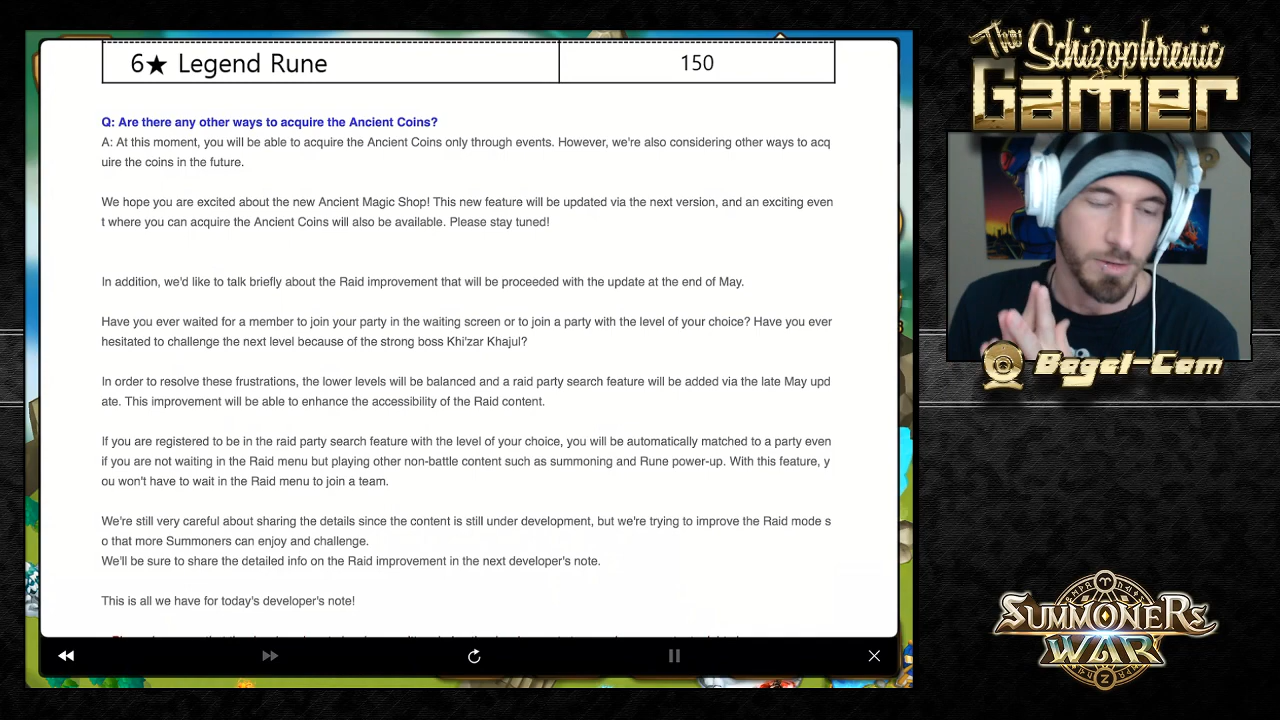 6★ Legend Rune 150
Q: Are there any other ways to acquire the Ancient Coins?
A: At this moment, you will be able to acquire the Ancient Coins only through events. However, we're also considering other ways to acq
uire the coins in the future.
We hope you are excited about the new Ancient Magic Shop! This new feature will be updated via the next version, and an exciting even
t where you can acquire the Ancient Coins will also be available. Please stay tuned!
In addition, we'd like to talk briefly about the Raid improvement that will be proceeded with the update at the end of May.
Have you ever waited for a member to join your party in the waiting screen or to join a party with the level of your choice? Have you ever
hesitated to challenge the next level because of the strong boss Khi'zar Khajul?
In order to resolve these frustrations, the lower levels will be balanced and a raid party search feature will be added via the late May upd
ate. This improvement will be able to enhance the accessibility of the Raid content.
If you are registered to be in the raid party search feature with the level of your choice, you will be automatically matched to a party even
if you are not waiting in the Raid menu but playing other non-battle content such as summoning and Rune power-up. With this feature, y
ou won't have to wait in the Raid menu to join a team.
We're still very careful about sharing the details since the content is still under development, but we're trying to improve the Raid mode s
o that more Summoners can enjoy and challenge.
We'll be sure to share the detailed info on the Raid improvement in the next developer's note.
This is all we have for today's developer's note!
The Schizophrenic
Gamer
Bagel-Cam
SUMMONERS
WAR